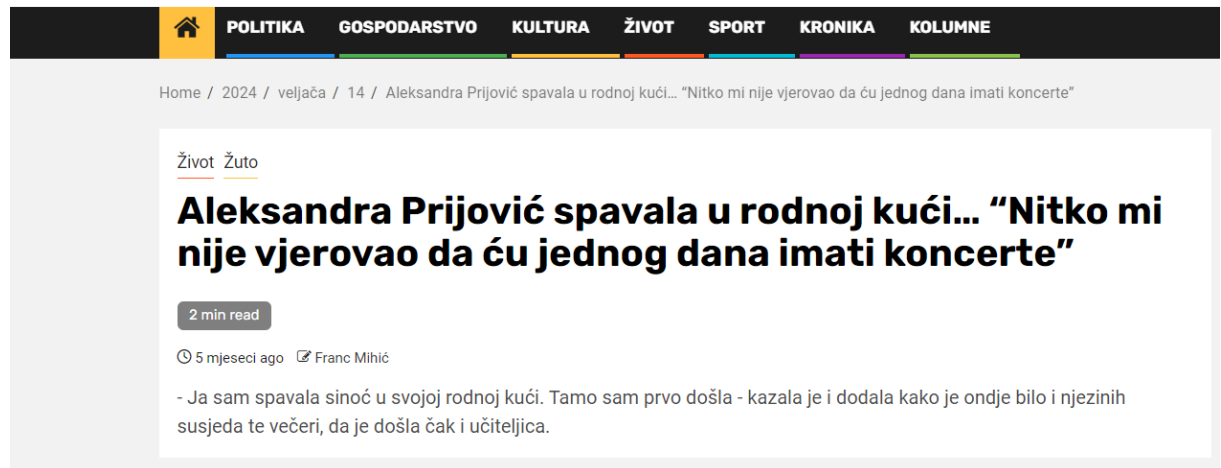 POLITIKA GOSPODARSTVO KULTURA ŽIVOT SPORT KRONIKA KOLUMNE
Home / 2024 / veljača / 14 / Aleksandra Prijović spavala u rodnoj kući… “Nitko mi nije vjerovao da ću jednog dana imati koncerte”
Život Žuto
Aleksandra Prijović spavala u rodnoj kući… “Nitko mi
nije vjerovao da ću jednog dana imati koncerte”
2 min read
5 mjeseci ago Franc Mihić
- Ja sam spavala sinoć u svojoj rodnoj kući. Tamo sam prvo došla - kazala je i dodala kako je ondje bilo i njezinih
susjeda te večeri, da je došla čak i učiteljica.